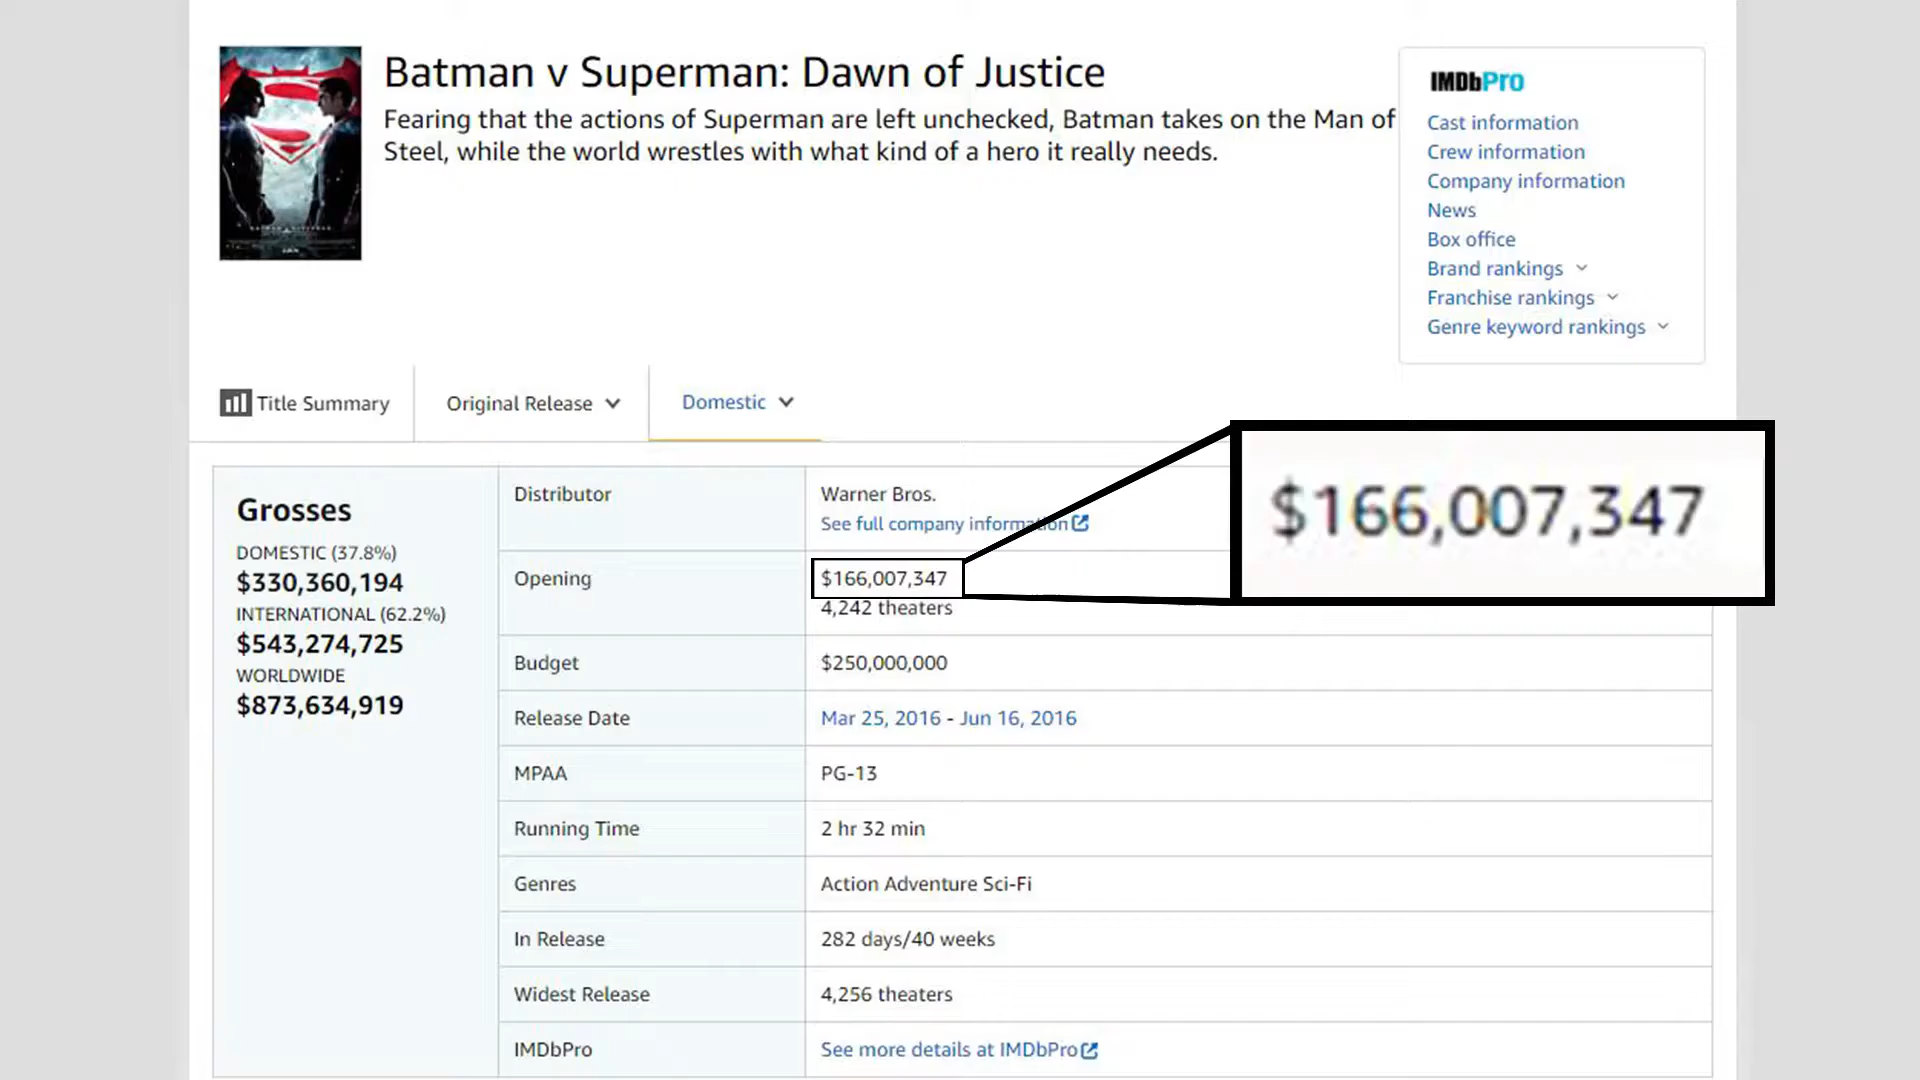 Batman v Superman: Dawn of Justice
Fearing that the actions of Superman are left unchecked, Batman takes on the Man of
Steel, while the world wrestles with what kind of a hero it really needs.
IMDbPro
Cast information
Crew information
Company information
News
Box office
Brand rankings
Franchise rankings
Genre keyword rankings
Title Summary
Original Release
Domestic
Grosses
DOMESTIC (37.8%)
$330,360,194
INTERNATIONAL (62.2%)
$543,274,725
WORLDWIDE
$873,634,919
Distributor
Warner Bros.
See full company information
Opening
$166,007,347
4,242 theaters
$166,007,347
Budget
$250,000,000
Release Date
Mar 25, 2016 - Jun 16, 2016
MPAA
PG-13
Running Time
2 hr 32 min
Genres
Action Adventure Sci-Fi
In Release
282 days/40 weeks
Widest Release
4,256 theaters
IMDbPro
See more details at IMDbPro